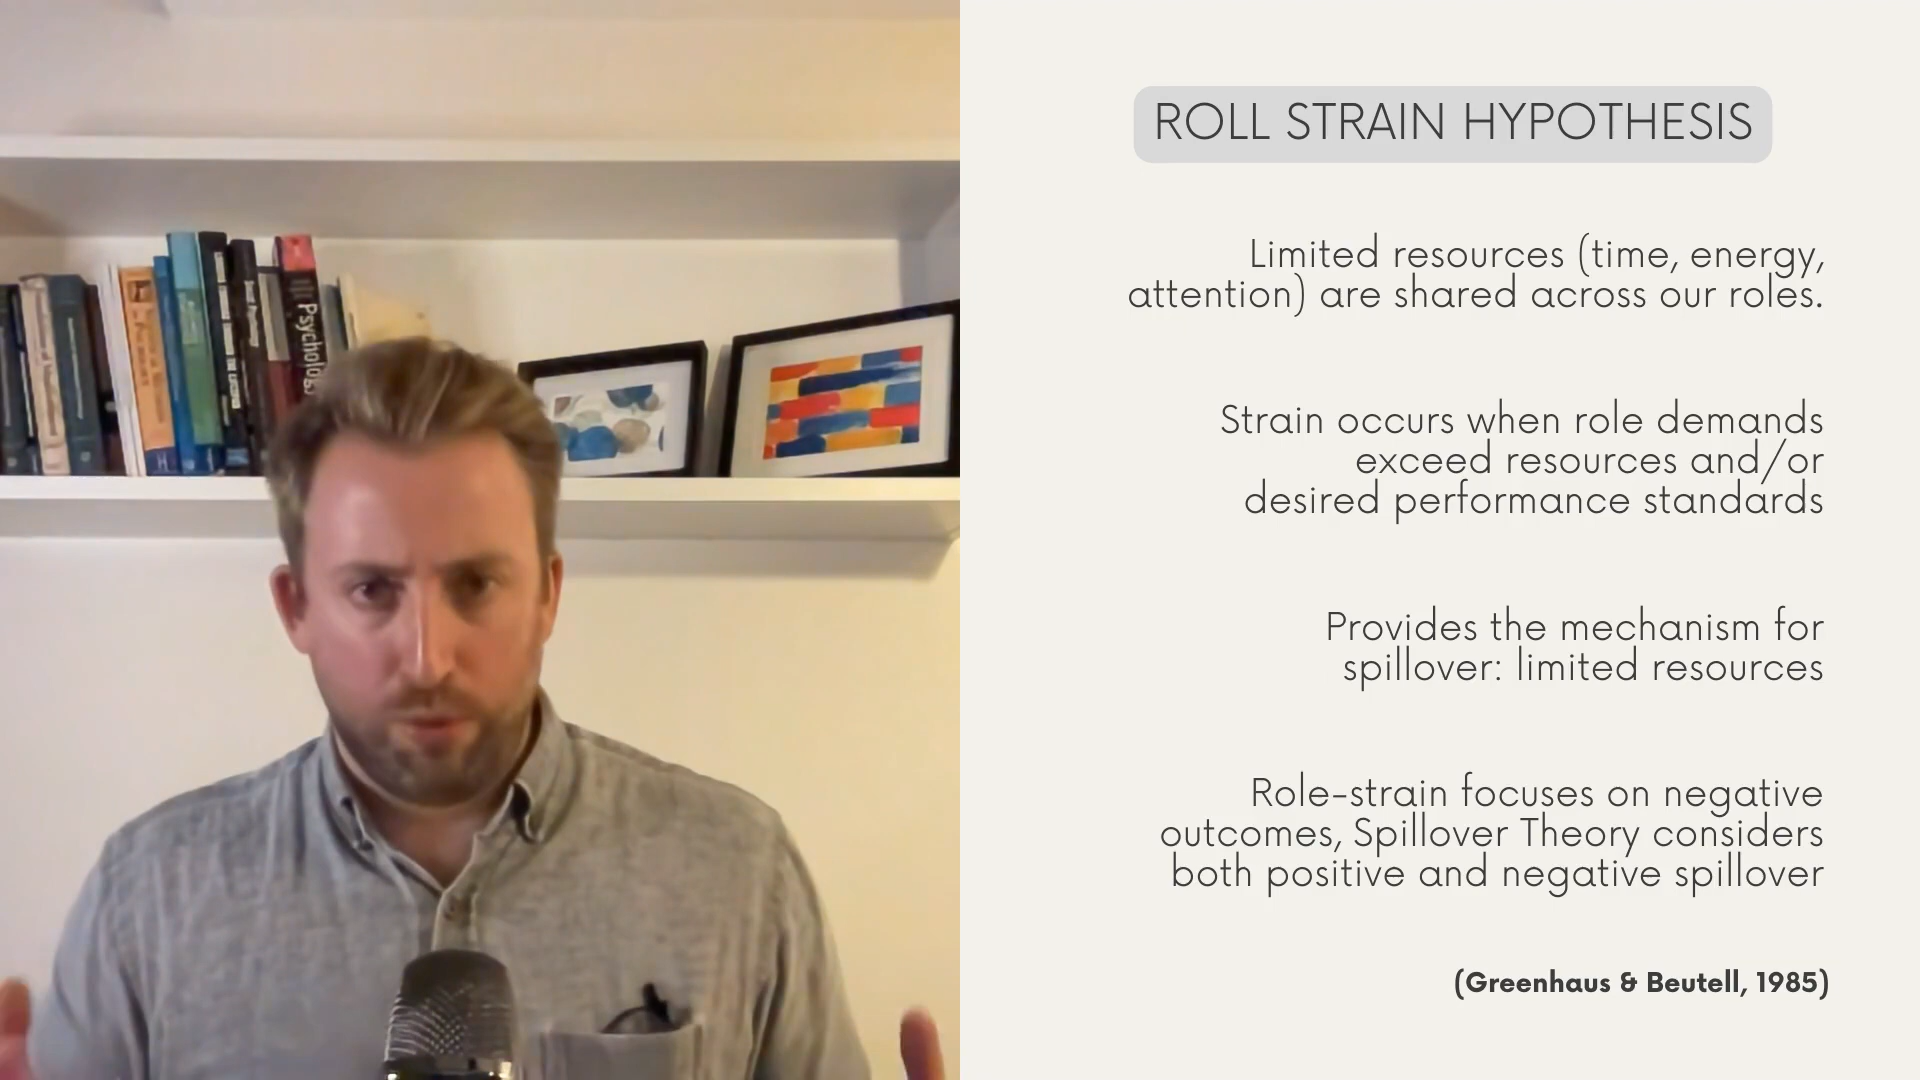 Psycholog
ROLL STRAIN HYPOTHESIS
Limited resources (time, energy,
attention) are shared across our roles.
Strain occurs when role demands
exceed resources and/or
desired performance standards
Provides the mechanism for
spillover: limited resources
Role-strain focuses on negative
outcomes, Spillover Theory considers
both positive and negative spillover
(Greenhaus & Beutell, 1985)